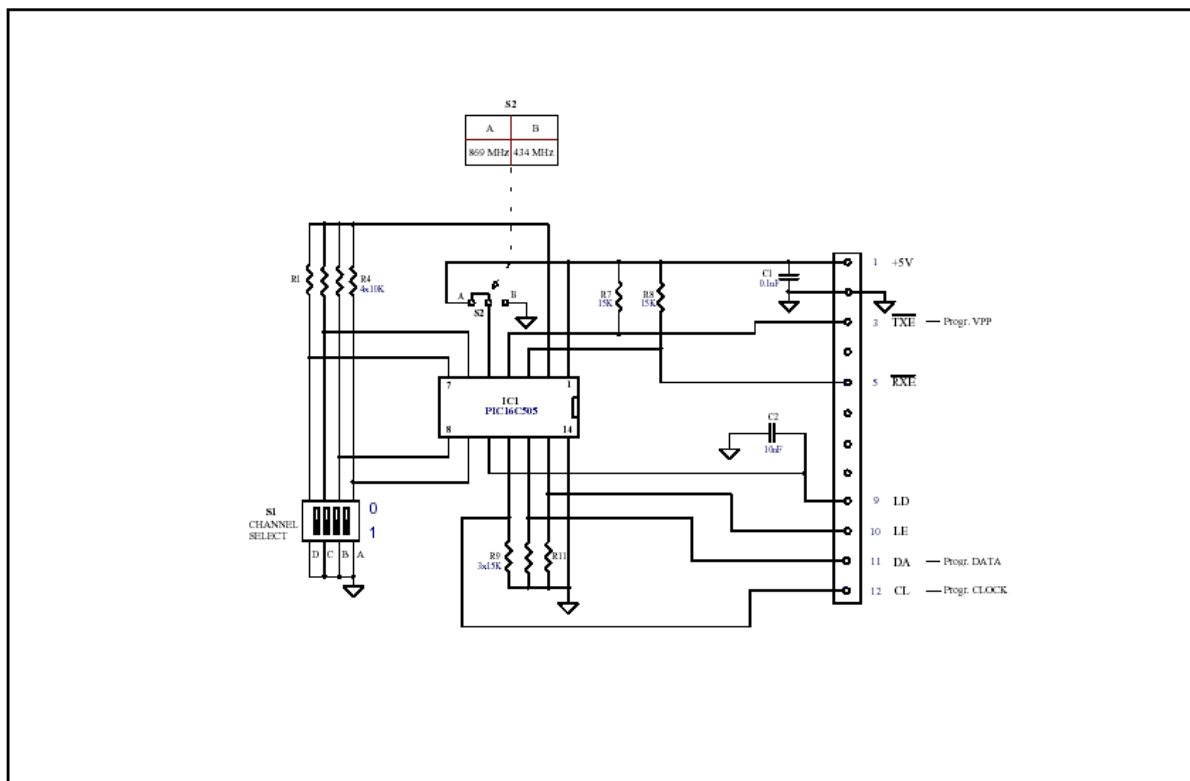 S2
A B
869 MHz 434 MHz
R1
R4
4x10K
A
B
S2
R7
15K
R8
15K
C1
0.1uF
1 +5V
3 TXE — Progr. VPP
5 RXE
7
1
IC1
PIC16C505
8
14
C2
10nF
9 LD
10 LE
11 DA — Progr. DATA
12 CL — Progr. CLOCK
S1
CHANNEL
SELECT
0
1
D C B A
R9
3x15K
R11